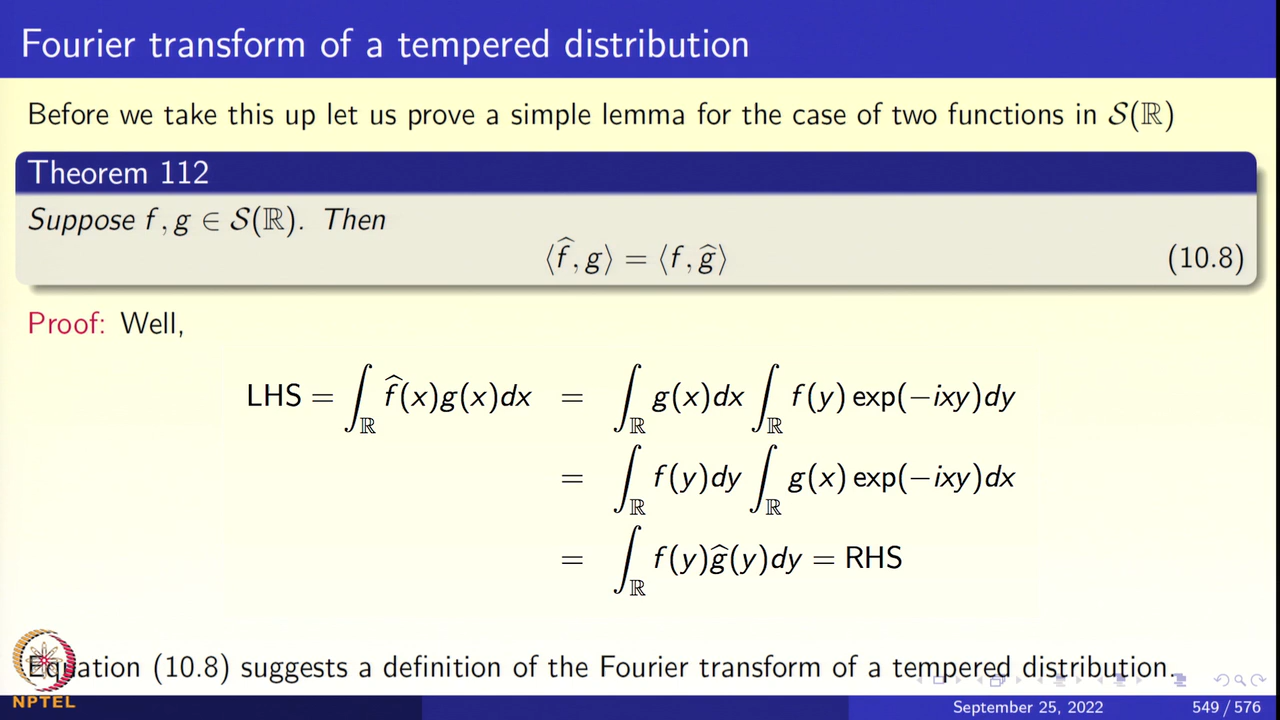 Fourier transform of a tempered distribution
Before we take this up let us prove a simple lemma for the case of two functions in 𝒮(ℝ)
Theorem 112
Suppose f, g ∈ 𝒮(ℝ). Then
⟨f̂, g⟩ = ⟨f, ĝ⟩ (10.8)
Proof: Well,
LHS = ∫_ℝ f̂(x)g(x)dx = ∫_ℝ g(x)dx ∫_ℝ f(y) exp(−ixy)dy
= ∫_ℝ f(y)dy ∫_ℝ g(x) exp(−ixy)dx
= ∫_ℝ f(y)ĝ(y)dy = RHS
Equation (10.8) suggests a definition of the Fourier transform of a tempered distribution.
NPTEL
September 25, 2022 549 / 576